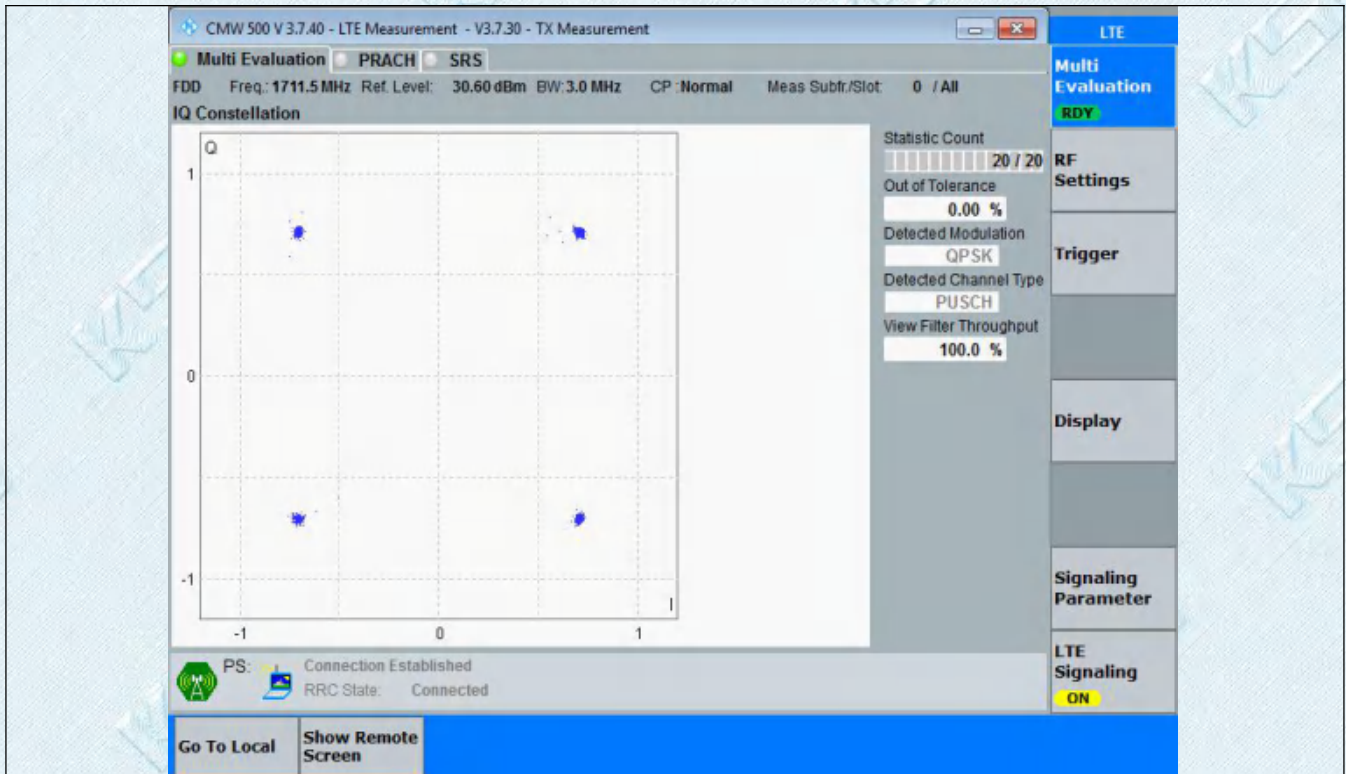 CMW 500 V 3.7.40 - LTE Measurement - V3.7.30 - TX Measurement
LTE
Multi Evaluation PRACH SRS
FDD Freq.: 1711.5 MHz Ref. Level: 30.60 dBm BW: 3.0 MHz CP :Normal Meas Subfr./Slot: 0 / All
IQ Constellation
Q
1
0
-1
I
-1 0 1
Statistic Count
20 / 20
Out of Tolerance
0.00 %
Detected Modulation
QPSK
Detected Channel Type
PUSCH
View Filter Throughput
100.0 %
Multi
Evaluation
RDY
RF
Settings
Trigger
Display
Signaling
Parameter
LTE
Signaling
ON
PS: Connection Established
RRC State: Connected
Go To Local
Show Remote
Screen